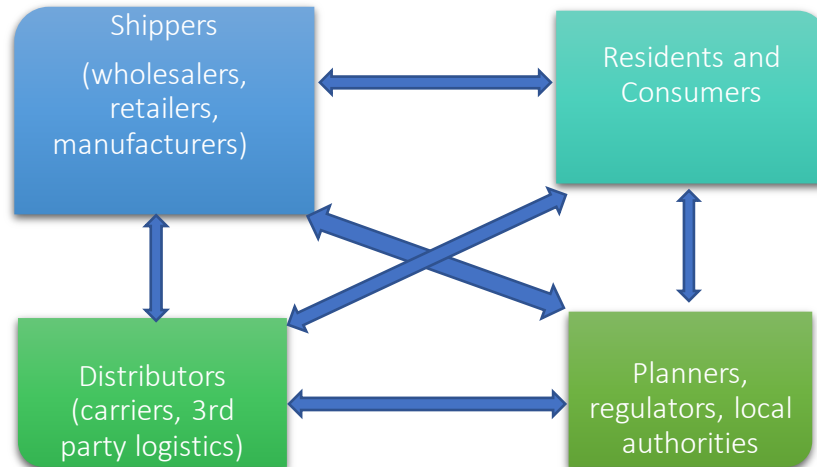 Shippers
(wholesalers,
retailers,
manufacturers)
Residents and
Consumers
Distributors
(carriers, 3rd
party logistics)
Planners,
regulators, local
authorities